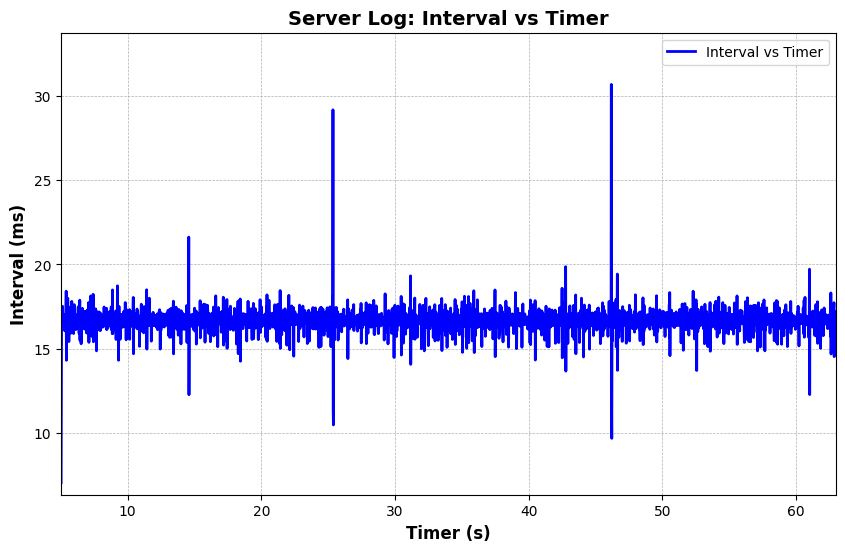 Server Log: Interval vs Timer
Interval vs Timer
30
25
20
15
10
Interval (ms)
10 20 30 40 50 60
Timer (s)